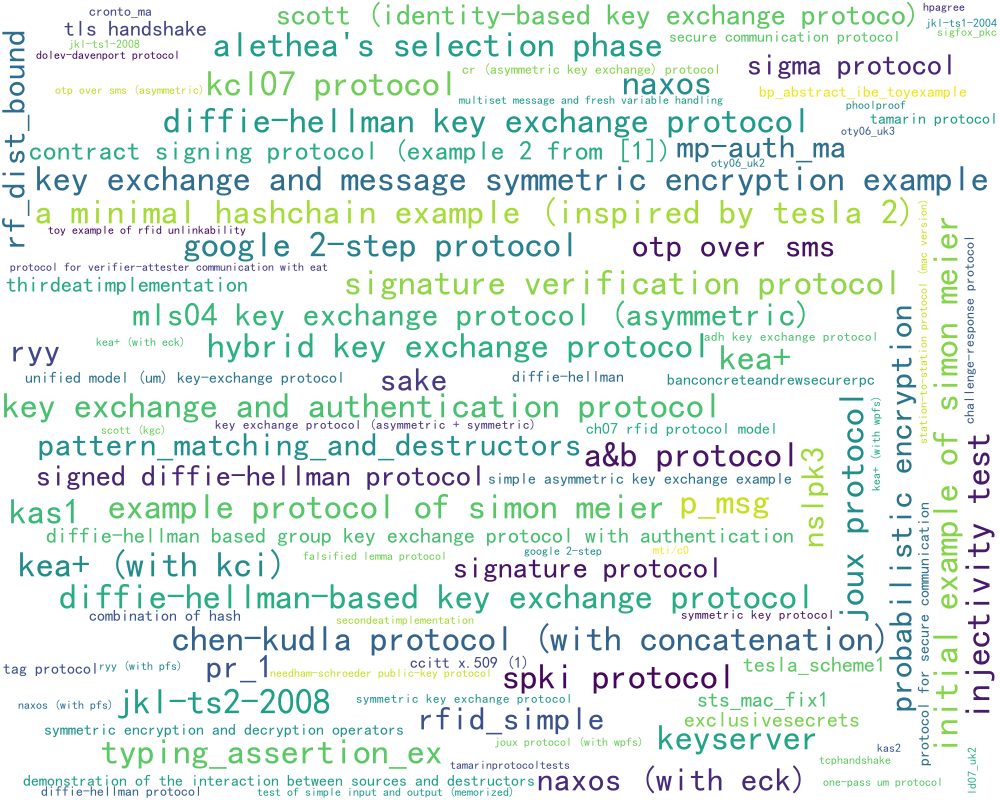 cronto_ma
scott (identity-based key exchange protoco)
hpagree
tls handshake
jkl-ts1-2004
sigfox_pkc
jkl-ts1-2008
alethea's selection phase
secure communication protocol
dolev-davenport protocol
rf_dist_bound
kcl07 protocol
cr (asymmetric key exchange) protocol
naxos
sigma protocol
otp over sms (asymmetric)
multiset message and fresh variable handling
bp_abstract_ibe_toyexample
phoolproof
diffie-hellman key exchange protocol
tamarin protocol
oty06_uk3
contract signing protocol (example 2 from [1])
mp-auth_ma
oty06_uk2
key exchange and message symmetric encryption example
a minimal hashchain example (inspired by tesla 2)
toy example of rfid unlinkability
google 2-step protocol
otp over sms
protocol for verifier-attester communication with eat
thirdeatimplementation
signature verification protocol
mls04 key exchange protocol (asymmetric)
ryy
kea+ (with eck)
hybrid key exchange protocol
adh key exchange protocol
kea+
unified model (um) key-exchange protocol
sake
diffie-hellman
banconcreteandrewsecurerpc
key exchange and authentication protocol
scott (kgc)
key exchange protocol (asymmetric + symmetric)
ch07 rfid protocol model
pattern_matching_and_destructors
a&b protocol
signed diffie-hellman protocol
simple asymmetric key exchange example
kas1
example protocol of simon meier
p_msg
nslpk3
joux protocol
kea+ (with wpfs)
probabilistic encryption
station-to-station protocol (mac version)
protocol for secure communication
initial example of simon meier
challenge-response protocol
injectivity test
diffie-hellman based group key exchange protocol with authentication
kea+ (with kci)
falsified lemma protocol
google 2-step
mti/c0
signature protocol
diffie-hellman-based key exchange protocol
combination of hash
secondeatimplementation
symmetric key protocol
chen-kudla protocol (with concatenation)
tag protocol
ryy (with pfs)
pr_1
ccitt x.509 (1)
needham-schroeder public-key protocol
spki protocol
tesla_scheme1
naxos (with pfs)
jkl-ts2-2008
symmetric key exchange protocol
sts_mac_fix1
rfid_simple
exclusivesecrets
symmetric encryption and decryption operators
joux protocol (with wpfs)
keyserver
kas2
typing_assertion_ex
tamarinprotocoltests
tcphandshake
demonstration of the interaction between sources and destructors
naxos (with eck)
one-pass um protocol
ld07_uk2
diffie-hellman protocol
test of simple input and output (memorized)